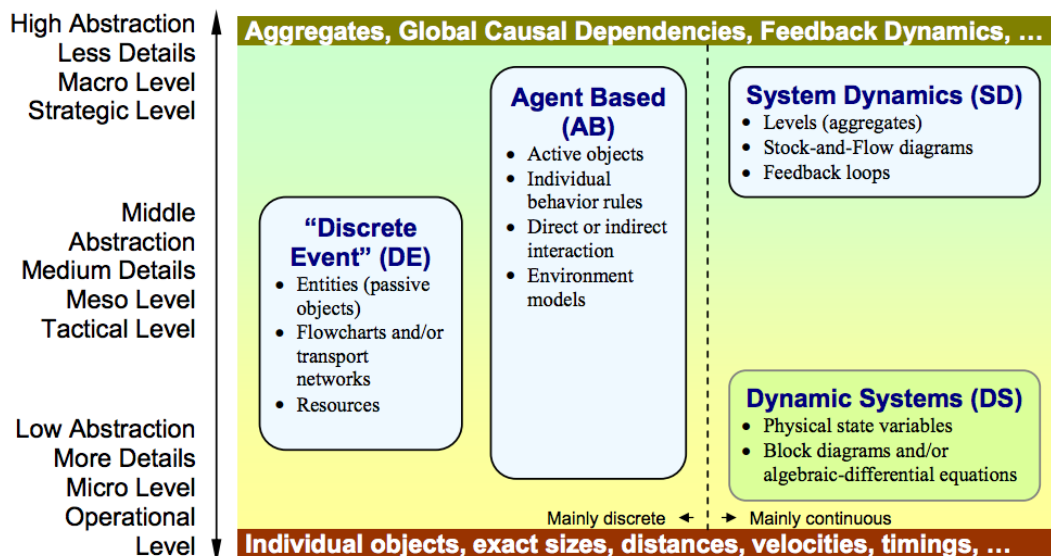 High Abstraction
Less Details
Macro Level
Strategic Level
Middle
Abstraction
Medium Details
Meso Level
Tactical Level
Low Abstraction
More Details
Micro Level
Operational
Level
Aggregates, Global Causal Dependencies, Feedback Dynamics, …
“Discrete
Event” (DE)
• Entities (passive
objects)
• Flowcharts and/or
transport
networks
• Resources
Agent Based
(AB)
• Active objects
• Individual
behavior rules
• Direct or indirect
interaction
• Environment
models
System Dynamics (SD)
• Levels (aggregates)
• Stock-and-Flow diagrams
• Feedback loops
Dynamic Systems (DS)
• Physical state variables
• Block diagrams and/or
algebraic-differential equations
Mainly discrete
Mainly continuous
Individual objects, exact sizes, distances, velocities, timings, …